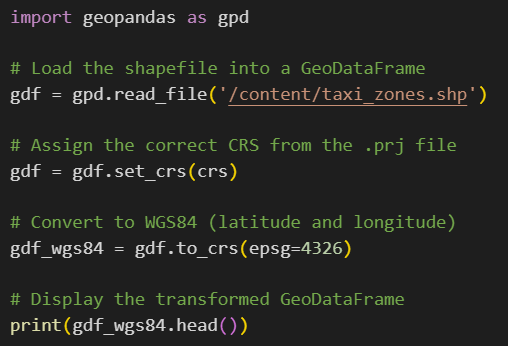 import geopandas as gpd
# Load the shapefile into a GeoDataFrame
gdf = gpd.read_file('/content/taxi_zones.shp')
# Assign the correct CRS from the .prj file
gdf = gdf.set_crs(crs)
# Convert to WGS84 (latitude and longitude)
gdf_wgs84 = gdf.to_crs(epsg=4326)
# Display the transformed GeoDataFrame
print(gdf_wgs84.head())